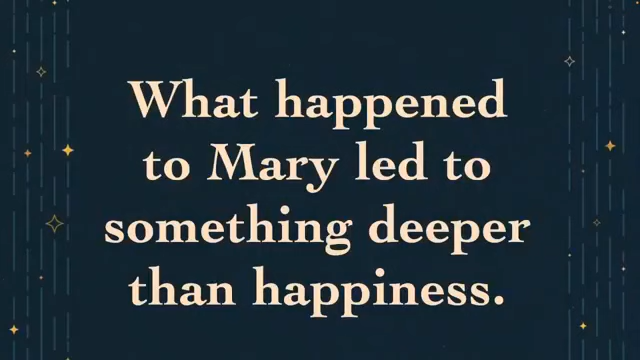 What happened
to Mary led to
something deeper
than happiness.